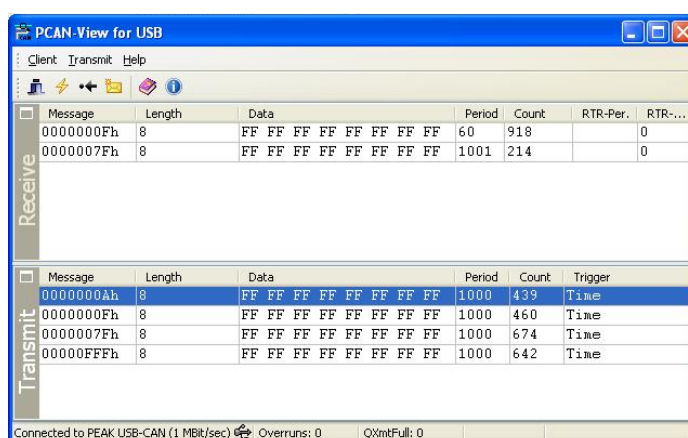 PCAN-View for USB
Client Transmit Help
Message Length Data Period Count RTR-Per. RTR-...
0000000Fh 8 FF FF FF FF FF FF FF FF 60 918 0
0000007Fh 8 FF FF FF FF FF FF FF FF 1001 214 0
Receive
Message Length Data Period Count Trigger
0000000Ah 8 FF FF FF FF FF FF FF FF 1000 439 Time
0000000Fh 8 FF FF FF FF FF FF FF FF 1000 460 Time
0000007Fh 8 FF FF FF FF FF FF FF FF 1000 674 Time
00000FFFh 8 FF FF FF FF FF FF FF FF 1000 642 Time
Transmit
Connected to PEAK USB-CAN (1 MBit/sec) Overruns: 0 QXmtFull: 0